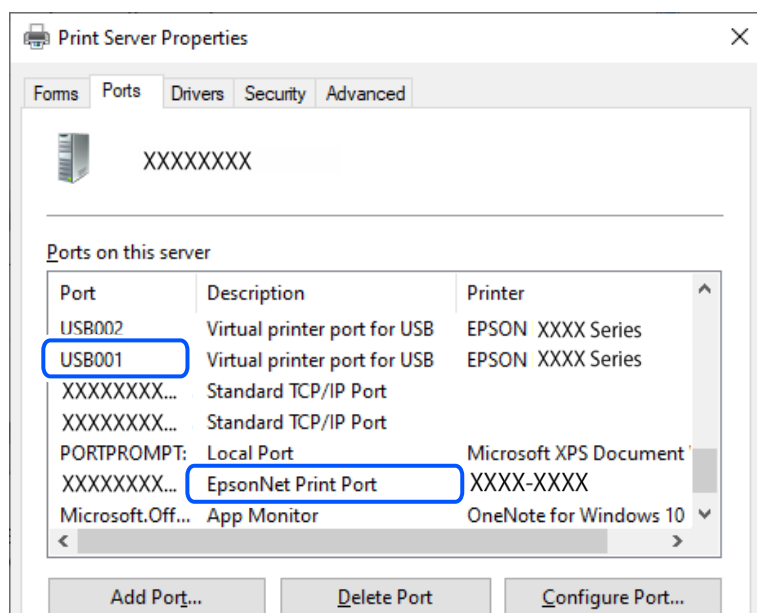 Print Server Properties
Forms Ports Drivers Security Advanced
XXXXXXXX
Ports on this server
Port Description Printer
USB002 Virtual printer port for USB EPSON XXXX Series
USB001 Virtual printer port for USB EPSON XXXX Series
XXXXXXXX... Standard TCP/IP Port
XXXXXXXX... Standard TCP/IP Port
PORTPROMPT: Local Port Microsoft XPS Document
XXXXXXXX... EpsonNet Print Port XXXX-XXXX
Microsoft.Off... App Monitor OneNote for Windows 10
Add Port... Delete Port Configure Port...